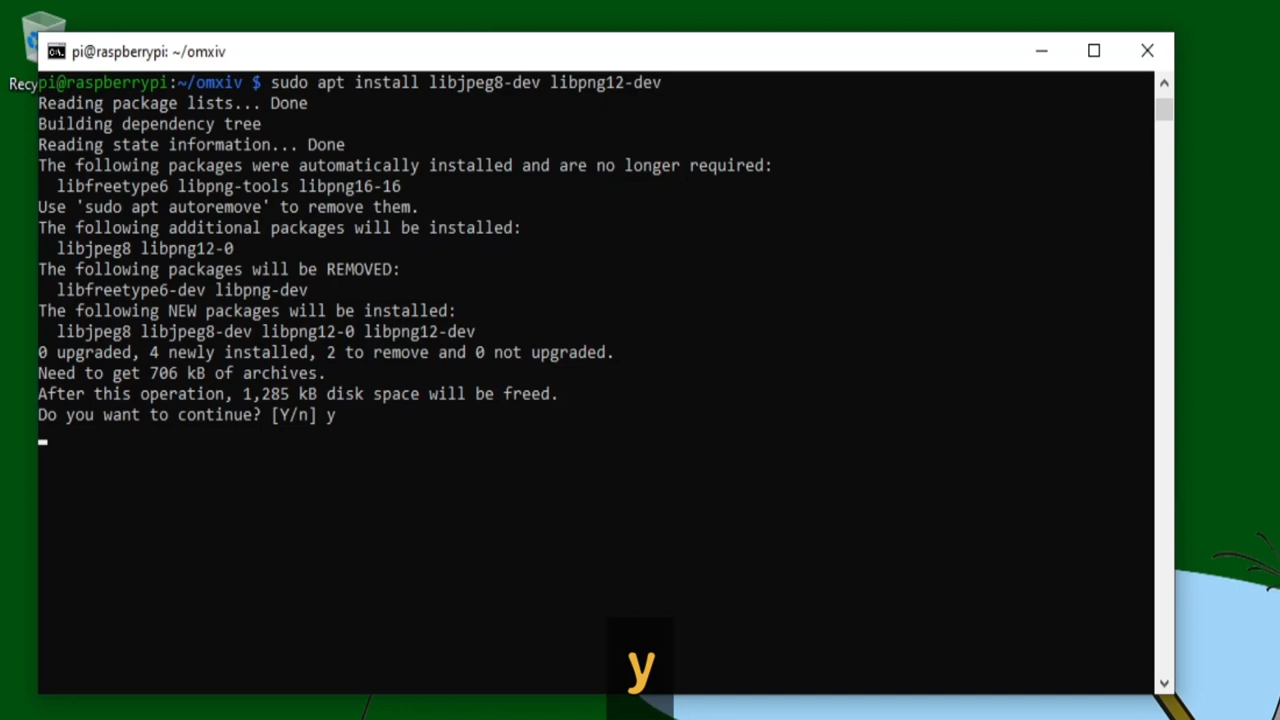 pi@raspberrypi: ~/omxiv
Recy
pi@raspberrypi:~/omxiv $ sudo apt install libjpeg8-dev libpng12-dev
Reading package lists... Done
Building dependency tree
Reading state information... Done
The following packages were automatically installed and are no longer required:
libfreetype6 libpng-tools libpng16-16
Use 'sudo apt autoremove' to remove them.
The following additional packages will be installed:
libjpeg8 libpng12-0
The following packages will be REMOVED:
libfreetype6-dev libpng-dev
The following NEW packages will be installed:
libjpeg8 libjpeg8-dev libpng12-0 libpng12-dev
0 upgraded, 4 newly installed, 2 to remove and 0 not upgraded.
Need to get 706 kB of archives.
After this operation, 1,285 kB disk space will be freed.
Do you want to continue? [Y/n] y
y